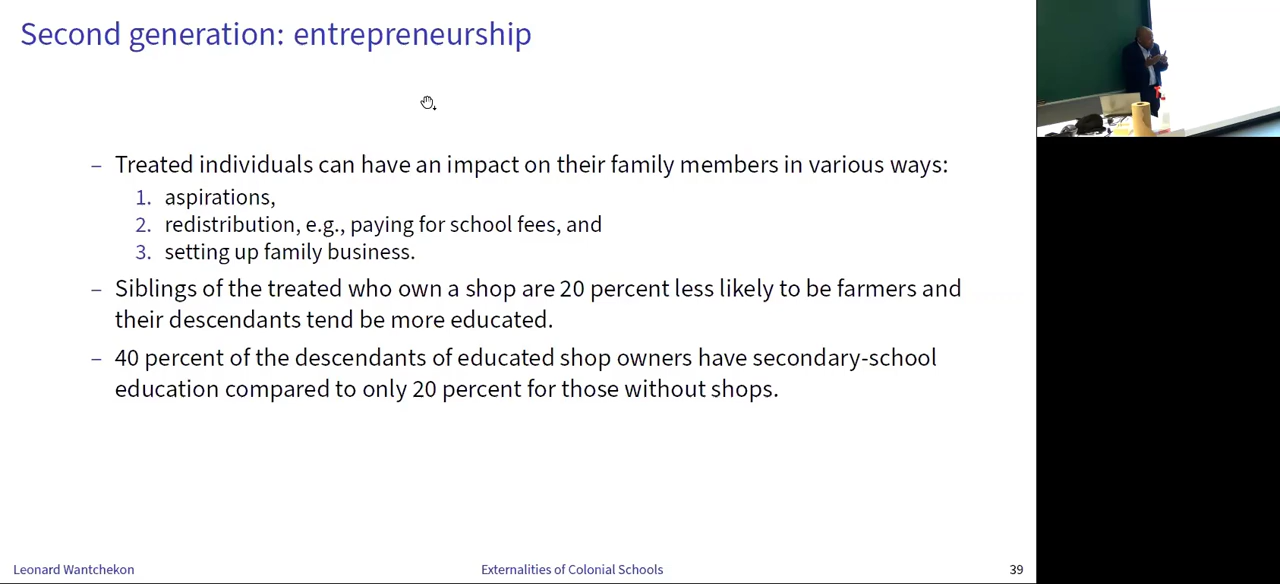 Second generation: entrepreneurship
– Treated individuals can have an impact on their family members in various ways:
1. aspirations,
2. redistribution, e.g., paying for school fees, and
3. setting up family business.
– Siblings of the treated who own a shop are 20 percent less likely to be farmers and
their descendants tend be more educated.
– 40 percent of the descendants of educated shop owners have secondary-school
education compared to only 20 percent for those without shops.
Leonard Wantchekon
Externalities of Colonial Schools
39